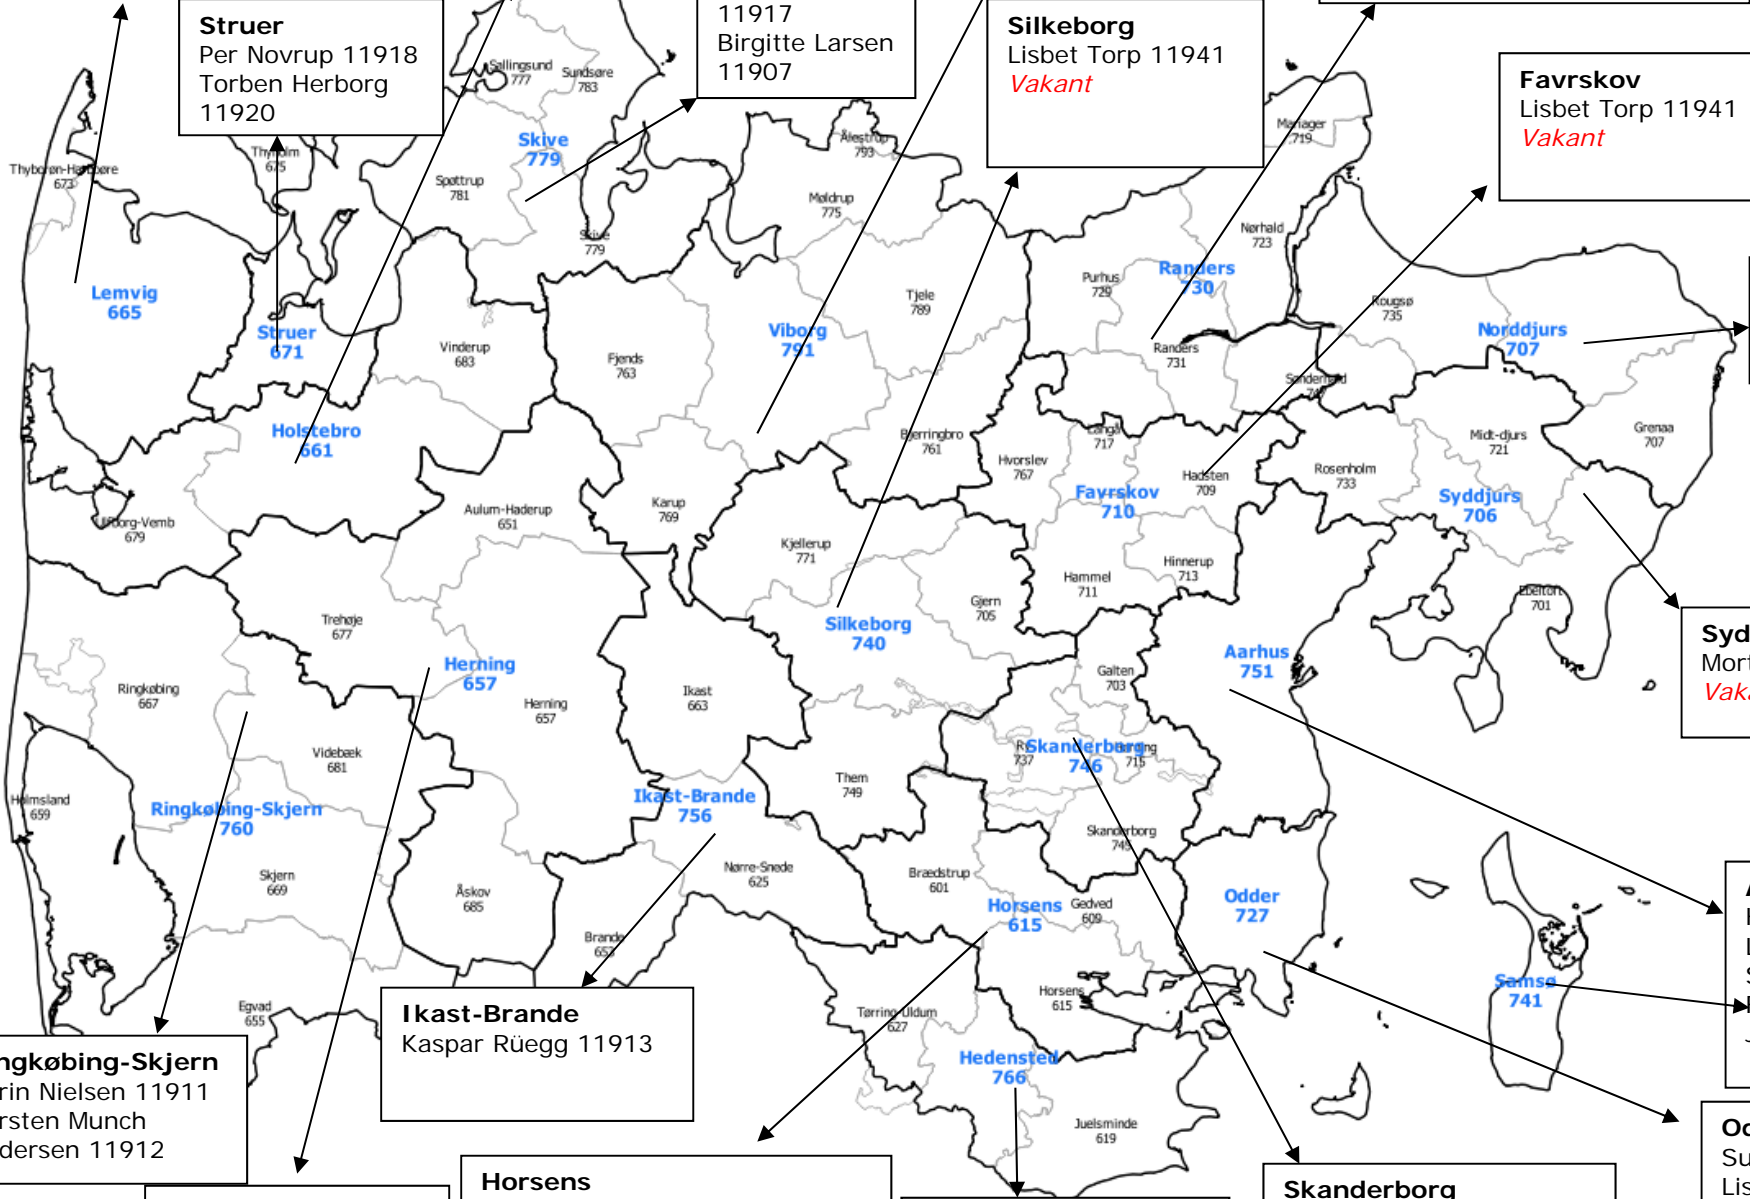 Struer
Per Novrup 11918
Torben Herborg
11920
11917
Birgitte Larsen
11907
Silkeborg
Lisbet Torp 11941
Vakant
Favrskov
Lisbet Torp 11941
Vakant
Sallingsund
777
Sundsøre
783
Skive
779
Thyholm
675
Thyborøn-Harboøre
673
Spøttrup
781
Skive
779
Ålestrup
793
Møldrup
775
Mariager
719
Nørhald
723
Purhus
729
Randers
730
Rougsø
735
Norddjurs
707
Lemvig
665
Struer
671
Vinderup
683
Fjends
763
Viborg
791
Tjele
789
Randers
731
Sønderhald
747
Holstebro
661
Bjerringbro
761
Hvorslev
767
Langå
717
Hadsten
709
Rosenholm
733
Midt-djurs
721
Grenaa
707
Favrskov
710
Syddjurs
706
Ulfborg-Vemb
679
Aulum-Haderup
651
Karup
769
Kjellerup
771
Hammel
711
Hinnerup
713
Ebeltoft
701
Trehøje
677
Gjern
705
Silkeborg
740
Aarhus
751
Syd
Mort
Vaka
Ringkøbing
667
Herning
657
Herning
657
Ikast
663
Galten
703
Videbæk
681
Ry
737
Skanderborg
746
Hørning
715
Them
749
Holmsland
659
Ringkøbing-Skjern
760
Ikast-Brande
756
Skanderborg
745
Skjern
669
Åskov
685
Nørre-Snede
625
Brædstrup
601
Horsens
615
Gedved
609
Odder
727
Brande
653
Samsø
741
Egvad
655
Horsens
615
Tørring-Uldum
627
Hedensted
766
Juelsminde
619
Ikast-Brande
Kaspar Rüegg 11913
ngkøbing-Skjern
rin Nielsen 11911
rsten Munch
dersen 11912
Horsens
Skanderborg
Od
Su
Lis